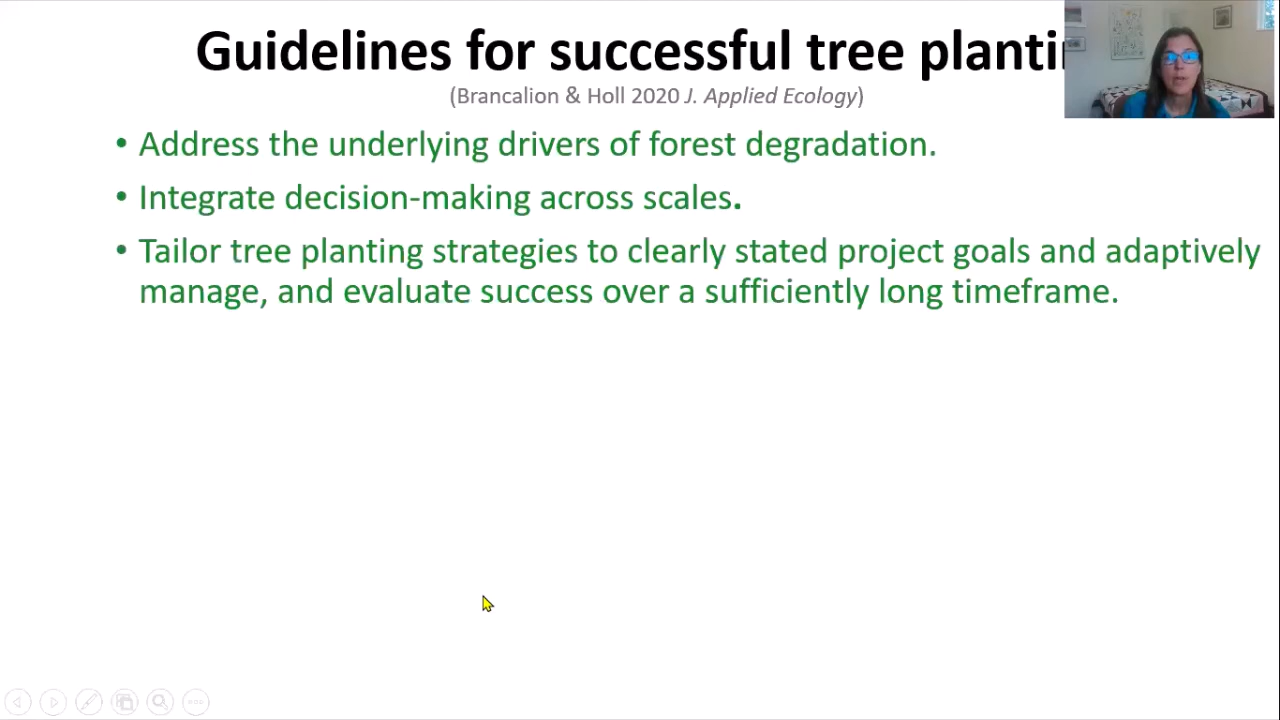 Guidelines for successful tree planti
(Brancalion & Holl 2020 J. Applied Ecology)
• Address the underlying drivers of forest degradation.
• Integrate decision-making across scales.
• Tailor tree planting strategies to clearly stated project goals and adaptively
manage, and evaluate success over a sufficiently long timeframe.